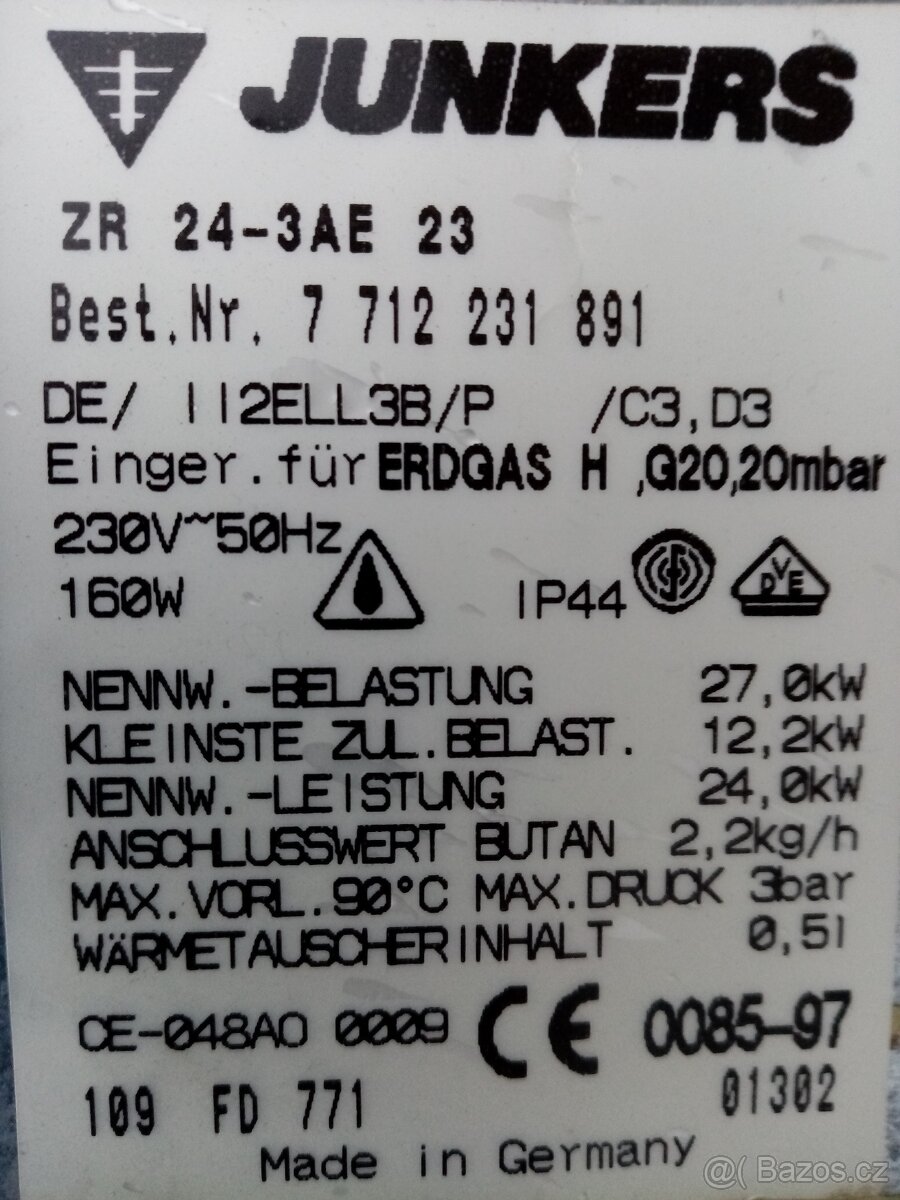 JUNKERS
ZR 24-3AE 23
Best.Nr. 7 712 231 891
DE/ II2ELL3B/P /C3,D3
Einger.für ERDGAS H ,G20,20mbar
230V~50Hz
160W IP44 DVE
NENNW.-BELASTUNG 27,0kW
KLEINSTE ZUL.BELAST. 12,2kW
NENNW.-LEISTUNG 24,0kW
ANSCHLUSSWERT BUTAN 2,2kg/h
MAX.VORL.90°C MAX.DRUCK 3bar
WÄRMETAUSCHERINHALT 0,5l
CE-048AO 0009 CE 0085-97
109 FD 771 01302
Made in Germany
@( Bazos.cz